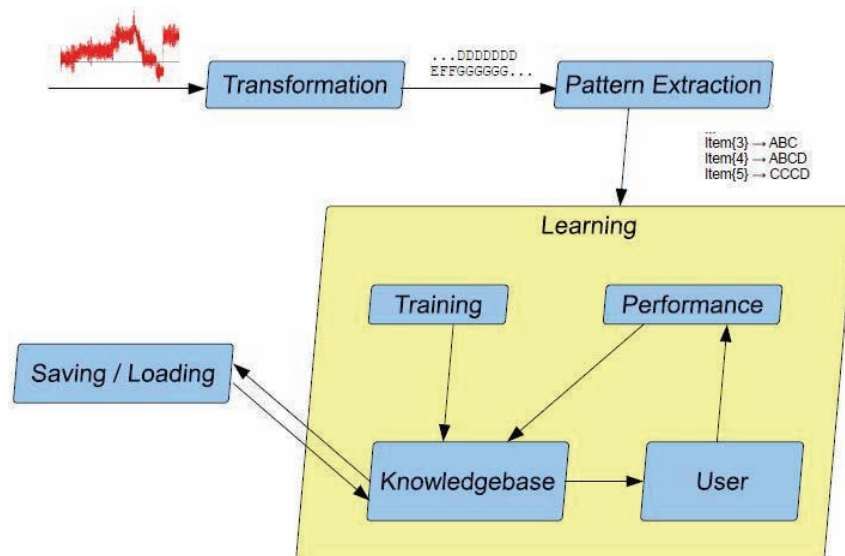 ...DDDDDDD
EFFGGGGGG...
Transformation
Pattern Extraction
...
Item{3} → ABC
Item{4} → ABCD
Item{5} → CCCD
Learning
Training
Performance
Saving / Loading
Knowledgebase
User